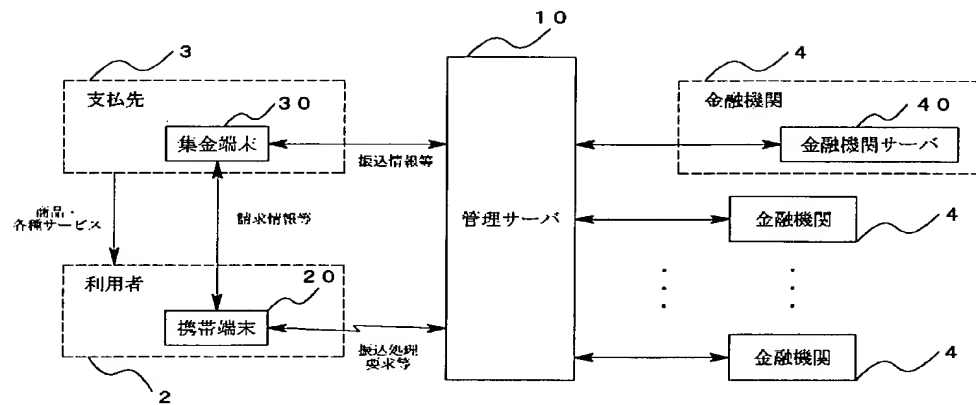 10
3
4
支払先
30
集金端末
振込情報等
金融機関
40
金融機関サーバ
商品・
各種サービス
請求情報等
管理サーバ
金融機関
4
利用者
20
携帯端末
振込処理
要求等
2
金融機関
4